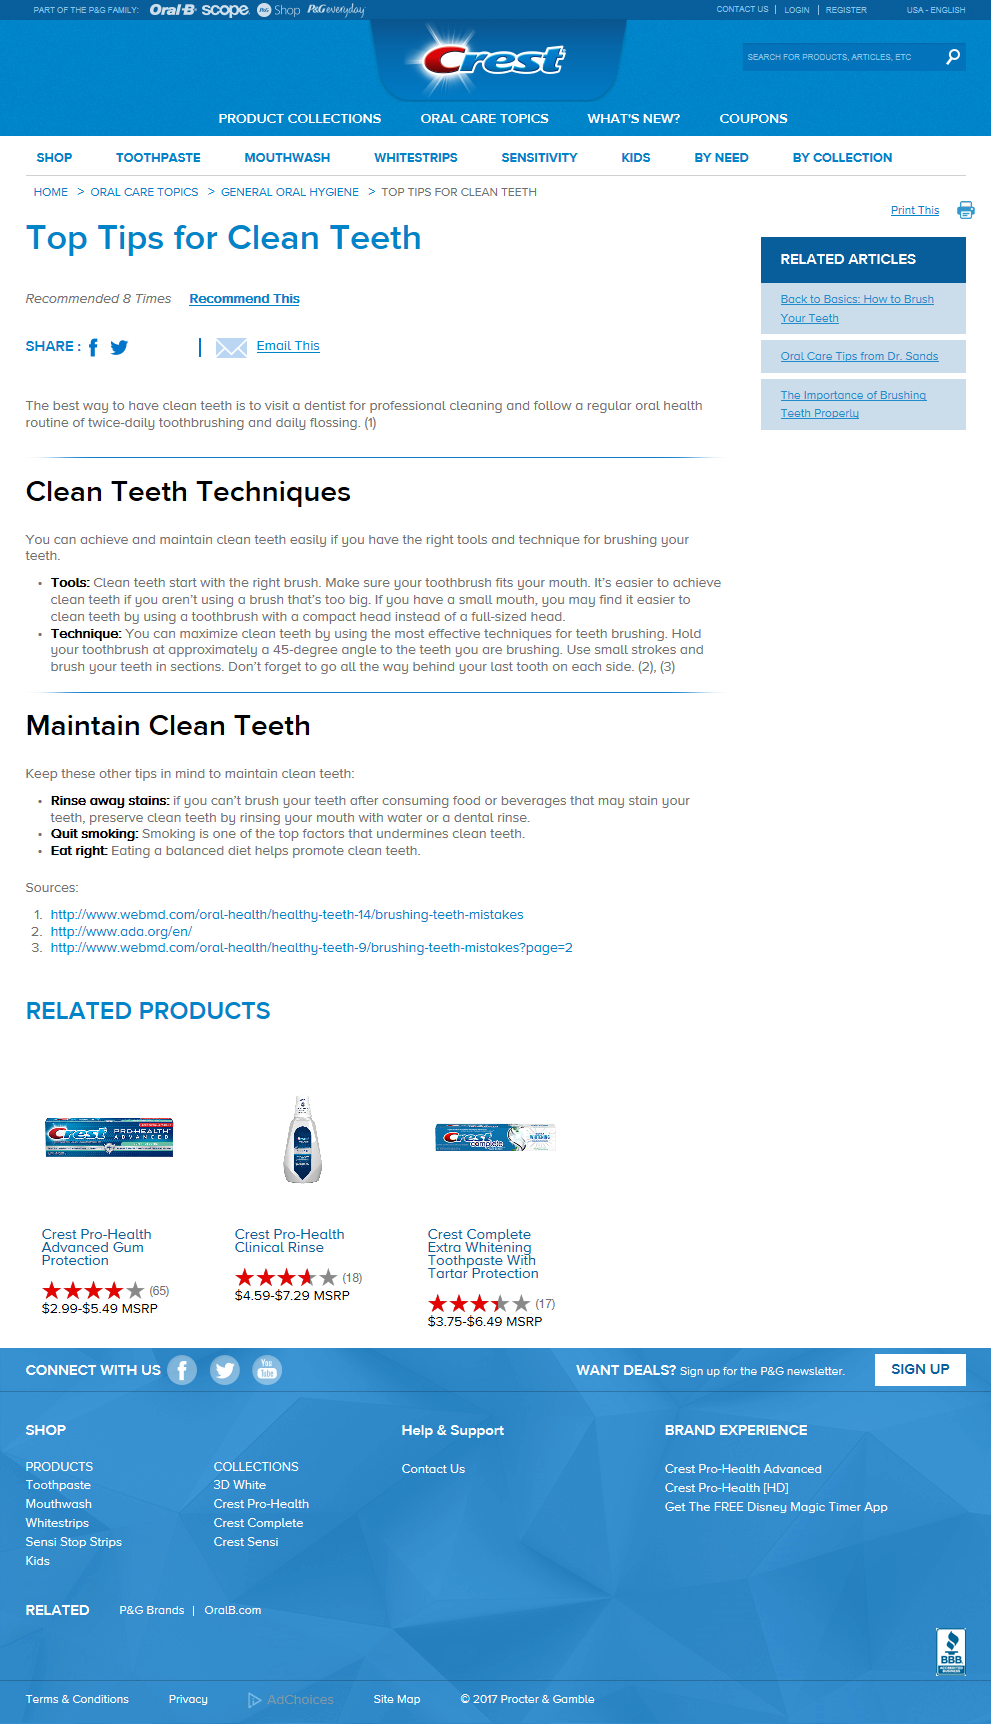 PART OF THE P&G FAMILY: Oral-B scope. P&G Shop P&G everyday
CONTACT US | LOGIN | REGISTER USA - ENGLISH
Crest
SEARCH FOR PRODUCTS, ARTICLES, ETC
PRODUCT COLLECTIONS ORAL CARE TOPICS WHAT'S NEW? COUPONS
SHOP TOOTHPASTE MOUTHWASH WHITESTRIPS SENSITIVITY KIDS BY NEED BY COLLECTION
HOME > ORAL CARE TOPICS > GENERAL ORAL HYGIENE > TOP TIPS FOR CLEAN TEETH
Print This
Top Tips for Clean Teeth
Recommended 8 Times Recommend This
SHARE : | Email This
RELATED ARTICLES
Back to Basics: How to Brush
Your Teeth
Oral Care Tips from Dr. Sands
The Importance of Brushing
Teeth Properly
The best way to have clean teeth is to visit a dentist for professional cleaning and follow a regular oral health
routine of twice-daily toothbrushing and daily flossing. (1)
Clean Teeth Techniques
You can achieve and maintain clean teeth easily if you have the right tools and technique for brushing your
teeth.
• Tools: Clean teeth start with the right brush. Make sure your toothbrush fits your mouth. It's easier to achieve
clean teeth if you aren't using a brush that's too big. If you have a small mouth, you may find it easier to
clean teeth by using a toothbrush with a compact head instead of a full-sized head.
• Technique: You can maximize clean teeth by using the most effective techniques for teeth brushing. Hold
your toothbrush at approximately a 45-degree angle to the teeth you are brushing. Use small strokes and
brush your teeth in sections. Don't forget to go all the way behind your last tooth on each side. (2), (3)
Maintain Clean Teeth
Keep these other tips in mind to maintain clean teeth:
• Rinse away stains: if you can't brush your teeth after consuming food or beverages that may stain your
teeth, preserve clean teeth by rinsing your mouth with water or a dental rinse.
• Quit smoking: Smoking is one of the top factors that undermines clean teeth.
• Eat right: Eating a balanced diet helps promote clean teeth.
Sources:
1. http://www.webmd.com/oral-health/healthy-teeth-14/brushing-teeth-mistakes
2. http://www.ada.org/en/
3. http://www.webmd.com/oral-health/healthy-teeth-9/brushing-teeth-mistakes?page=2
RELATED PRODUCTS
Crest PRO-HEALTH
ADVANCED
Crest complete WHITENING
Crest Pro-Health
Advanced Gum
Protection
(65)
$2.99-$5.49 MSRP
Crest Pro-Health
Clinical Rinse
(18)
$4.59-$7.29 MSRP
Crest Complete
Extra Whitening
Toothpaste With
Tartar Protection
(17)
$3.75-$6.49 MSRP
CONNECT WITH US You Tube
WANT DEALS? Sign up for the P&G newsletter. SIGN UP
SHOP
PRODUCTS
Toothpaste
Mouthwash
Whitestrips
Sensi Stop Strips
Kids
COLLECTIONS
3D White
Crest Pro-Health
Crest Complete
Crest Sensi
Help & Support
Contact Us
BRAND EXPERIENCE
Crest Pro-Health Advanced
Crest Pro-Health [HD]
Get The FREE Disney Magic Timer App
RELATED P&G Brands | OralB.com
BBB.
ACCREDITED
BUSINESS
Terms & Conditions Privacy AdChoices Site Map © 2017 Procter & Gamble